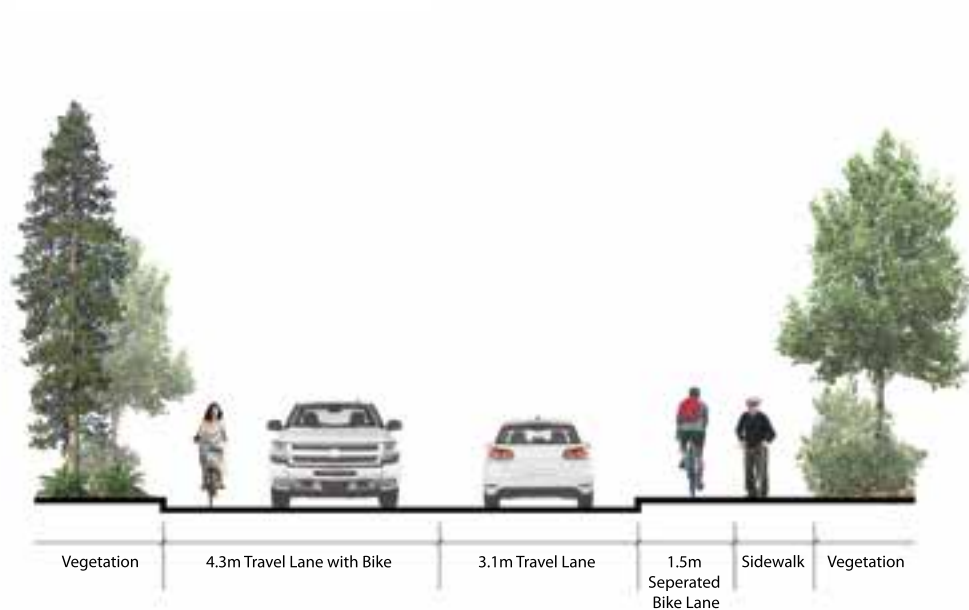 Vegetation
4.3m Travel Lane with Bike
3.1m Travel Lane
1.5m
Seperated
Bike Lane
Sidewalk
Vegetation